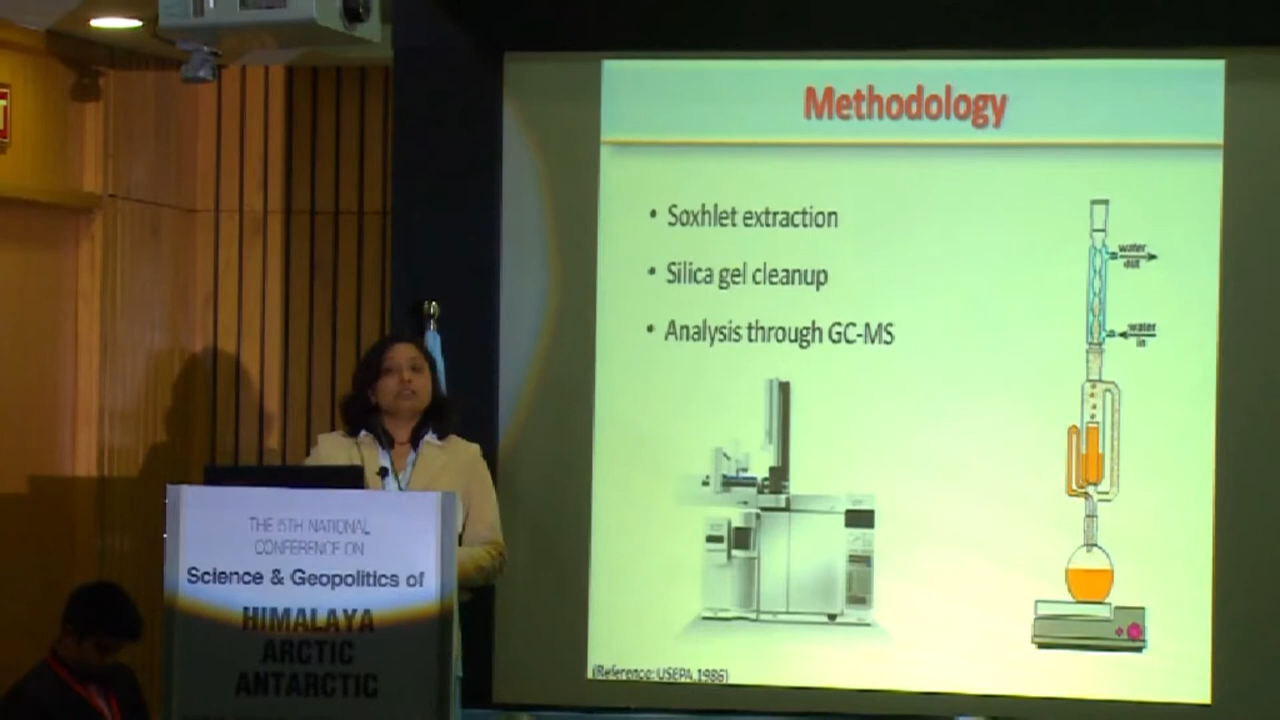 Methodology
• Soxhlet extraction
• Silica gel cleanup
• Analysis through GC-MS
water
out
water
in
(Reference: USEPA,1986)
THE 5TH NATIONAL
CONFERENCE ON
Science & Geopolitics of
HIMALAYA
ARCTIC
ANTARCTIC